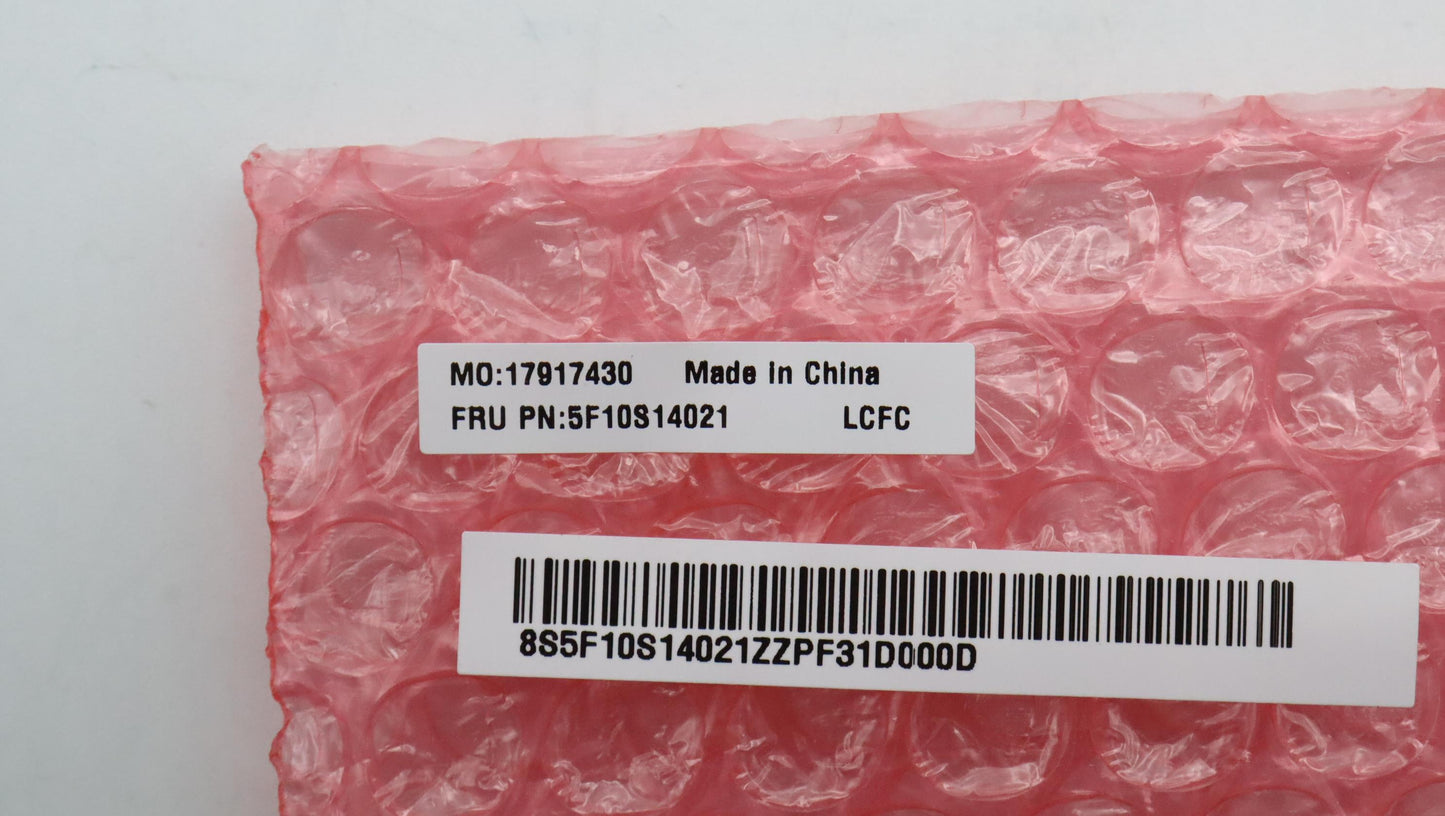 MO:17917430 Made in China
FRU PN:5F10S14021 LCFC
8S5F10S14021ZZPF31D000D